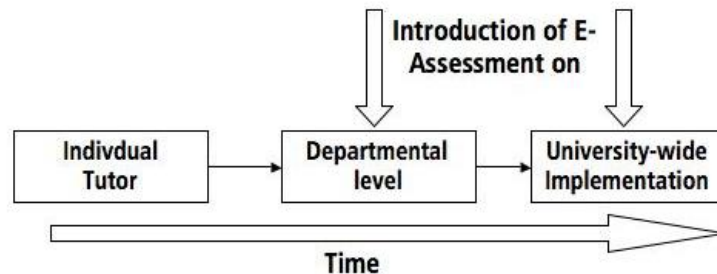 Introduction of E-
Assessment on
Indivdual
Tutor
Departmental
level
University-wide
Implementation
Time